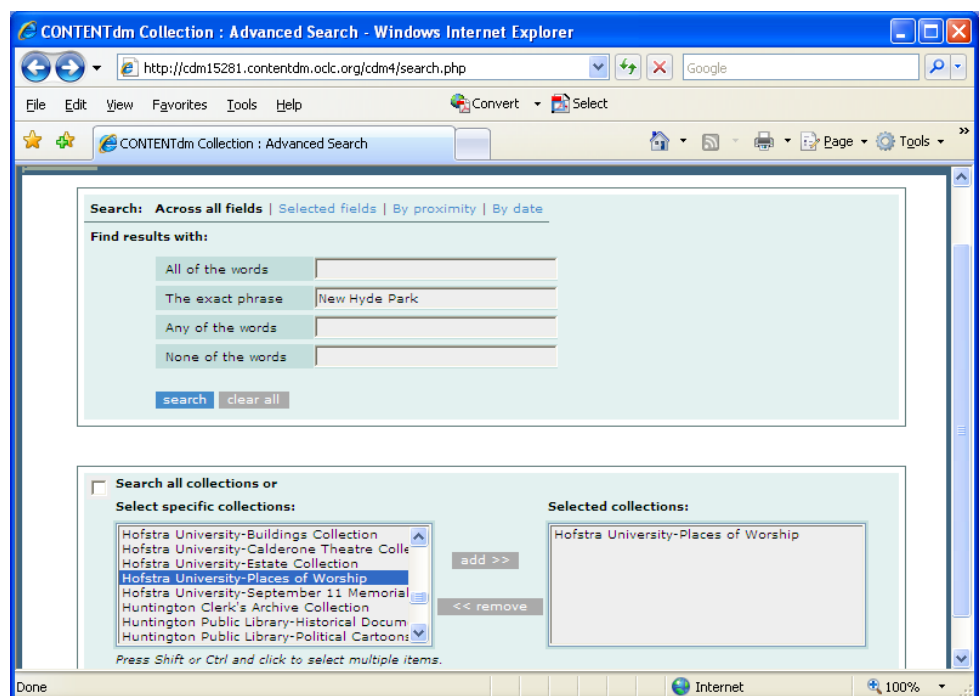 CONTENTdm Collection : Advanced Search - Windows Internet Explorer
http://cdm15281.contentdm.oclc.org/cdm4/search.php
Google
File Edit View Favorites Tools Help
Convert Select
CONTENTdm Collection : Advanced Search
Page Tools »
Search: Across all fields | Selected fields | By proximity | By date
Find results with:
All of the words
The exact phrase New Hyde Park
Any of the words
None of the words
search clear all
Search all collections or
Select specific collections: Selected collections:
Hofstra University-Buildings Collection Hofstra University-Places of Worship
Hofstra University-Calderone Theatre Colle
Hofstra University-Estate Collection
Hofstra University-Places of Worship
Hofstra University-September 11 Memorial
Huntington Clerk's Archive Collection
Huntington Public Library-Historical Docum
Huntington Public Library-Political Cartoons
add >>
<< remove
Press Shift or Ctrl and click to select multiple items.
Done Internet 100%